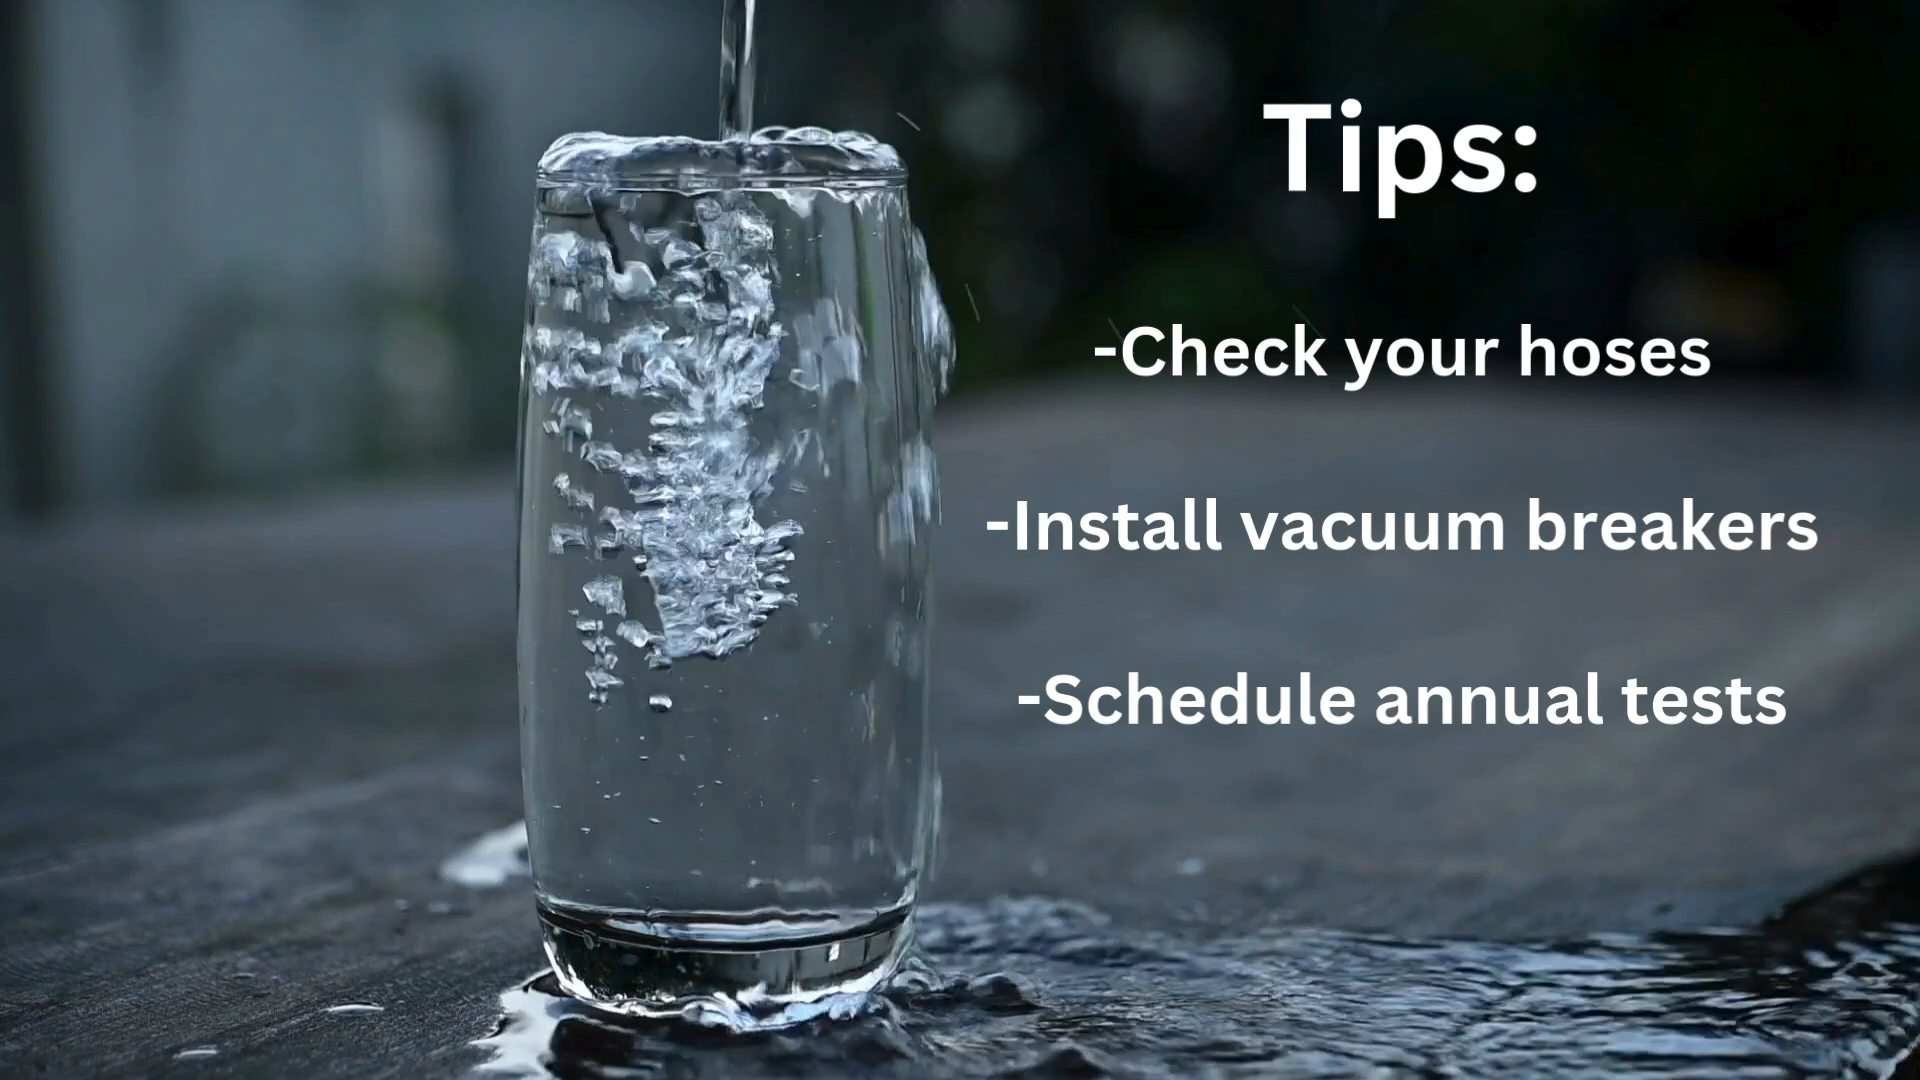 Tips:
-Check your hoses
-Install vacuum breakers
-Schedule annual tests